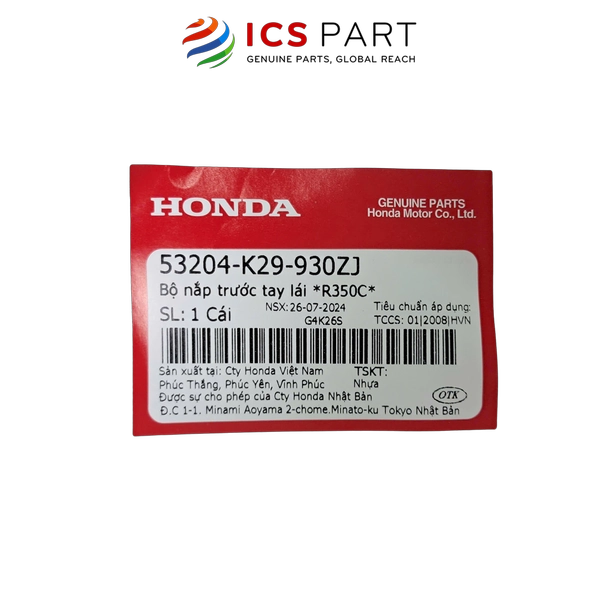 ICS PART
GENUINE PARTS, GLOBAL REACH
HONDA
GENUINE PARTS
Honda Motor Co., Ltd.
53204-K29-930ZJ
Bộ nắp trước tay lái *R350C*
SL: 1 Cái
NSX: 26-07-2024
G4K26S
Tiêu chuẩn áp dụng:
TCCS: 01|2008|HVN
Sản xuất tại: Cty Honda Việt Nam
Phúc Thắng, Phúc Yên, Vĩnh Phúc
TSKT:
Nhựa
Được sự cho phép của Cty Honda Nhật Bản
Đ.C 1-1. Minami Aoyama 2-chome.Minato-ku Tokyo Nhật Bản
OTK